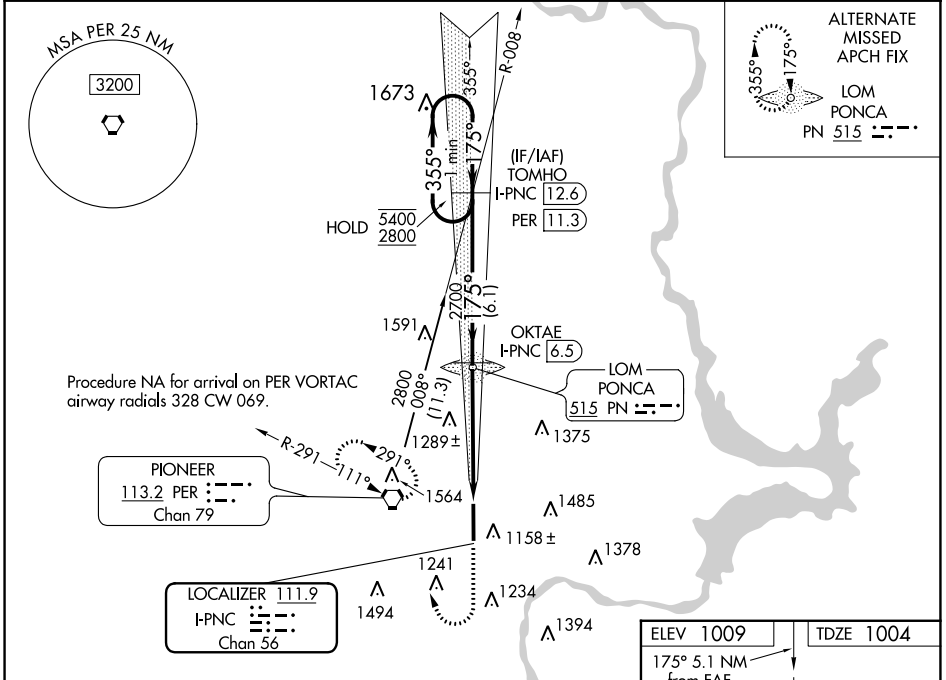 MSA PER 25 NM
3200
1673
R-008
355°
355°
1 min
175°
HOLD 5400
2800
(IF/IAF)
TOMHO
I-PNC 12.6
PER 11.3
ALTERNATE
MISSED
APCH FIX
355°
175°
LOM
PONCA
PN 515
2700
175°
(6.1)
1591
OKTAE
I-PNC 6.5
LOM
PONCA
515 PN
Procedure NA for arrival on PER VORTAC
airway radials 328 CW 069.
2800
008°
(11.3)
1289 ±
1375
R-291
111°
291°
1564
PIONEER
113.2 PER
Chan 79
1485
1158 ±
1378
1241
1234
1494
1394
LOCALIZER 111.9
I-PNC
Chan 56
ELEV 1009
TDZE 1004
175° 5.1 NM
from FAF